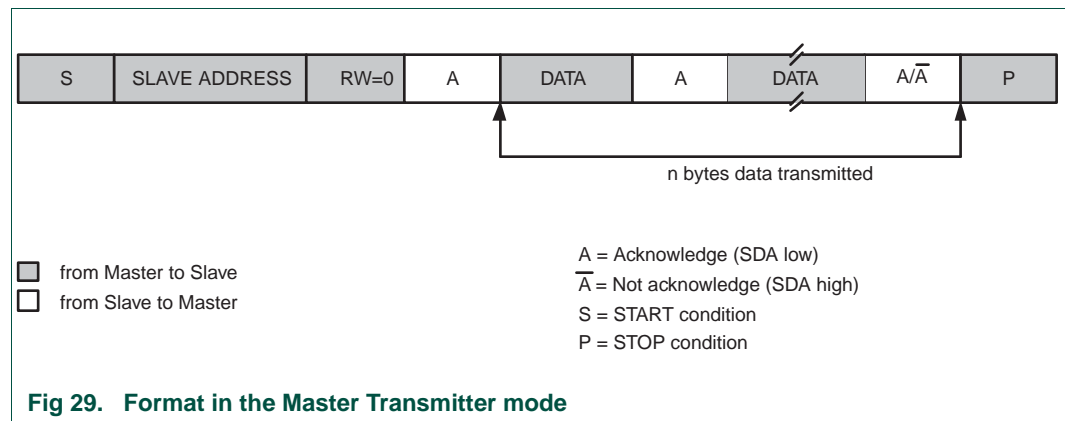 S SLAVE ADDRESS RW=0 A DATA A DATA A/A̅ P
n bytes data transmitted
from Master to Slave
from Slave to Master
A = Acknowledge (SDA low)
A̅ = Not acknowledge (SDA high)
S = START condition
P = STOP condition
Fig 29. Format in the Master Transmitter mode